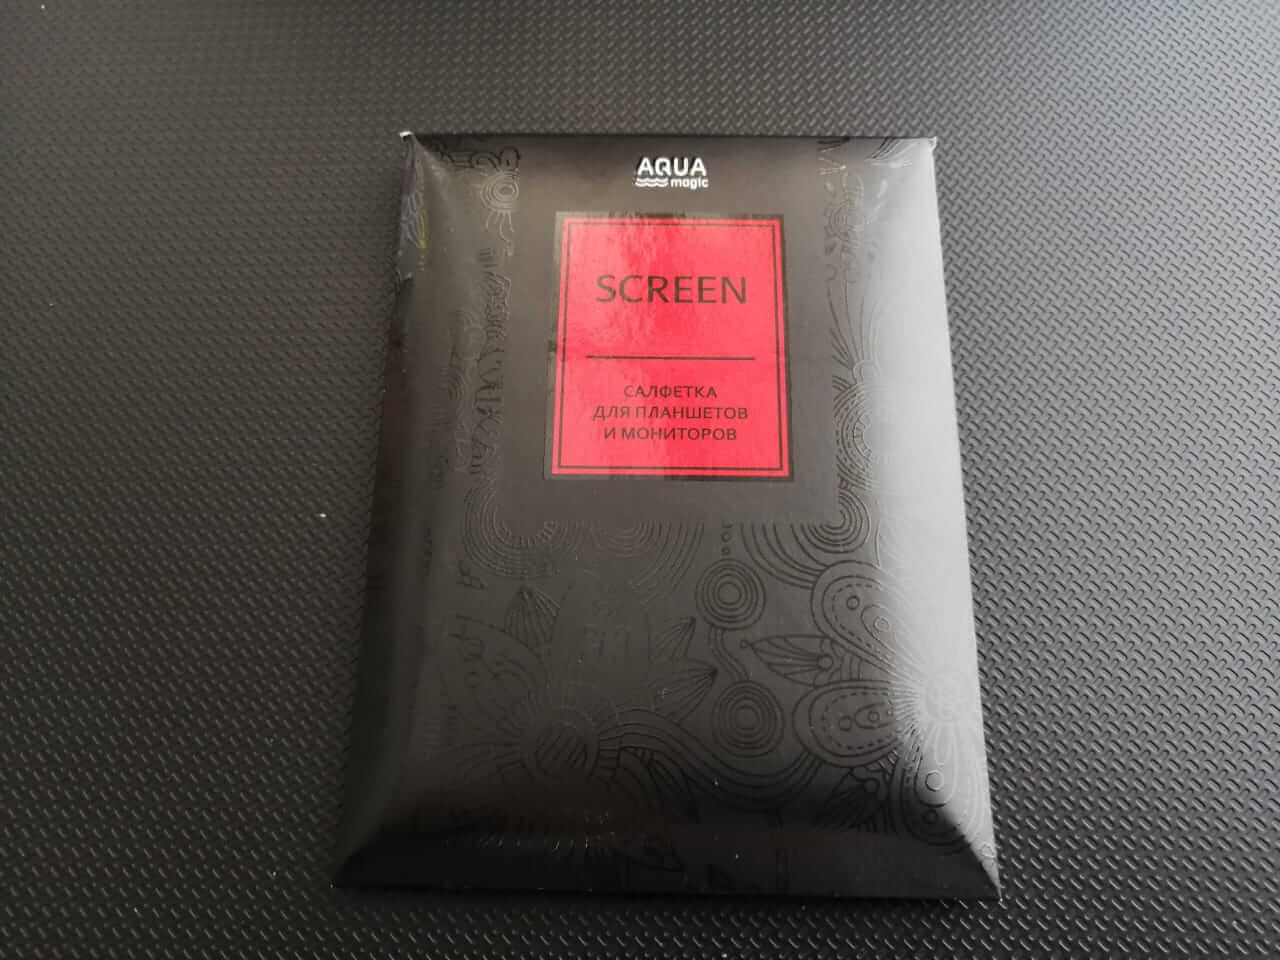 AQUA
magic
SCREEN
САЛФЕТКА
ДЛЯ ПЛАНШЕТОВ
И МОНИТОРОВ